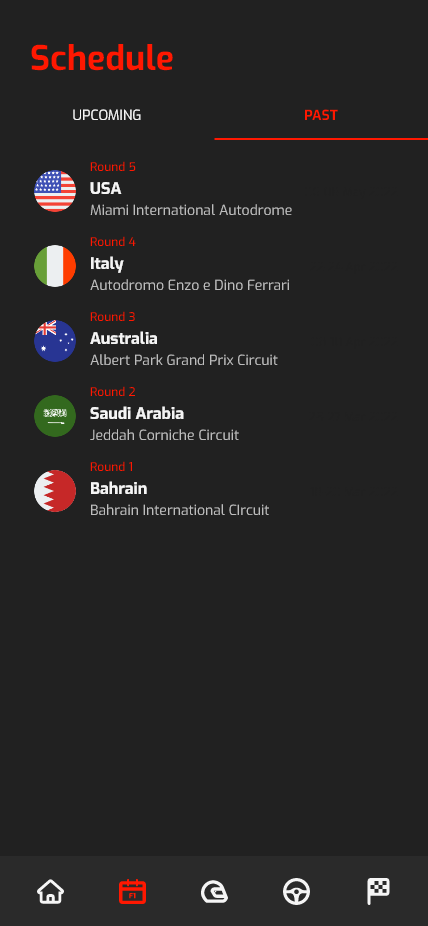 Schedule
UPCOMING PAST
Round 5
USA
Miami International Autodrome
Round 4
Italy
Autodromo Enzo e Dino Ferrari
Round 3
Australia
Albert Park Grand Prix Circuit
Round 2
Saudi Arabia
Jeddah Corniche Circuit
Round 1
Bahrain
Bahrain International CIrcuit
F1